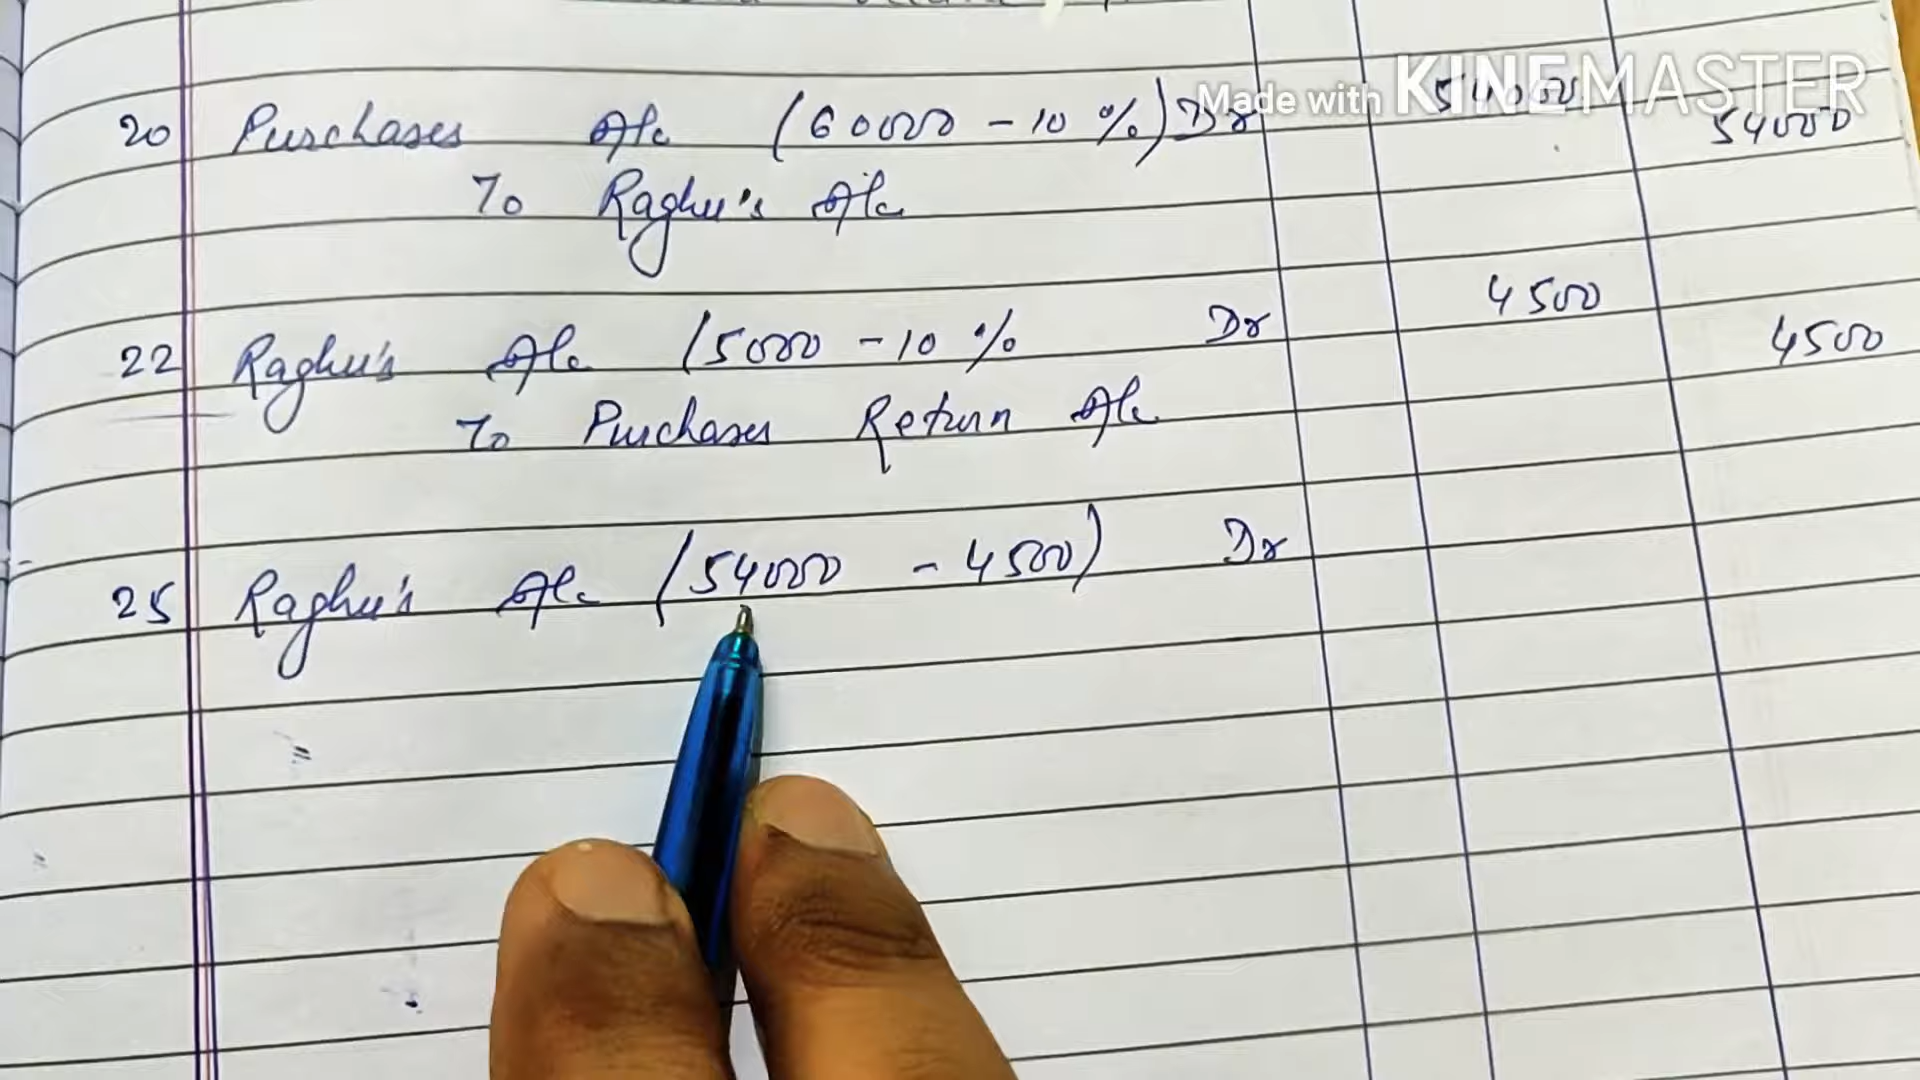 Made with KINEMASTER
20 Purchases A/c (60000 - 10%) Dr 54000
To Raghu's A/c 54000
22 Raghu's A/c (5000 - 10% Dr 4500
To Purchases Return A/c 4500
25 Raghu's A/c (54000 - 4500) Dr